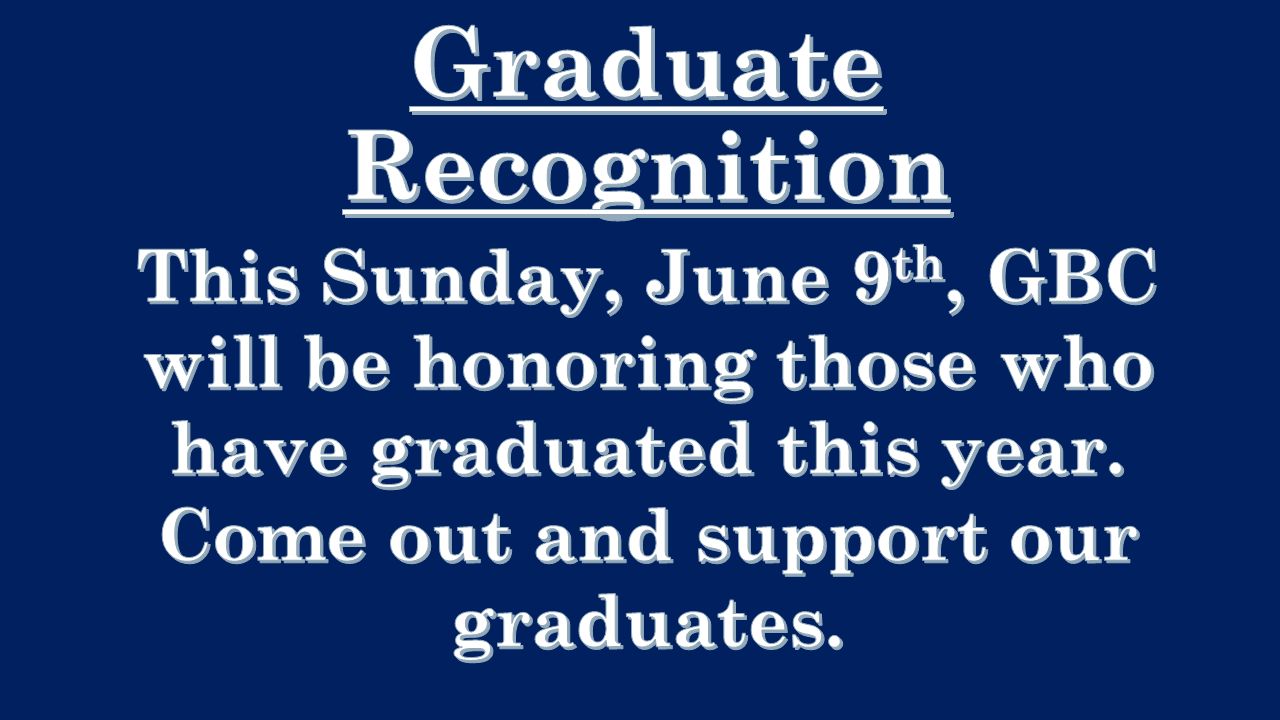 Graduate
Recognition
This Sunday, June 9th, GBC
will be honoring those who
have graduated this year.
Come out and support our
graduates.